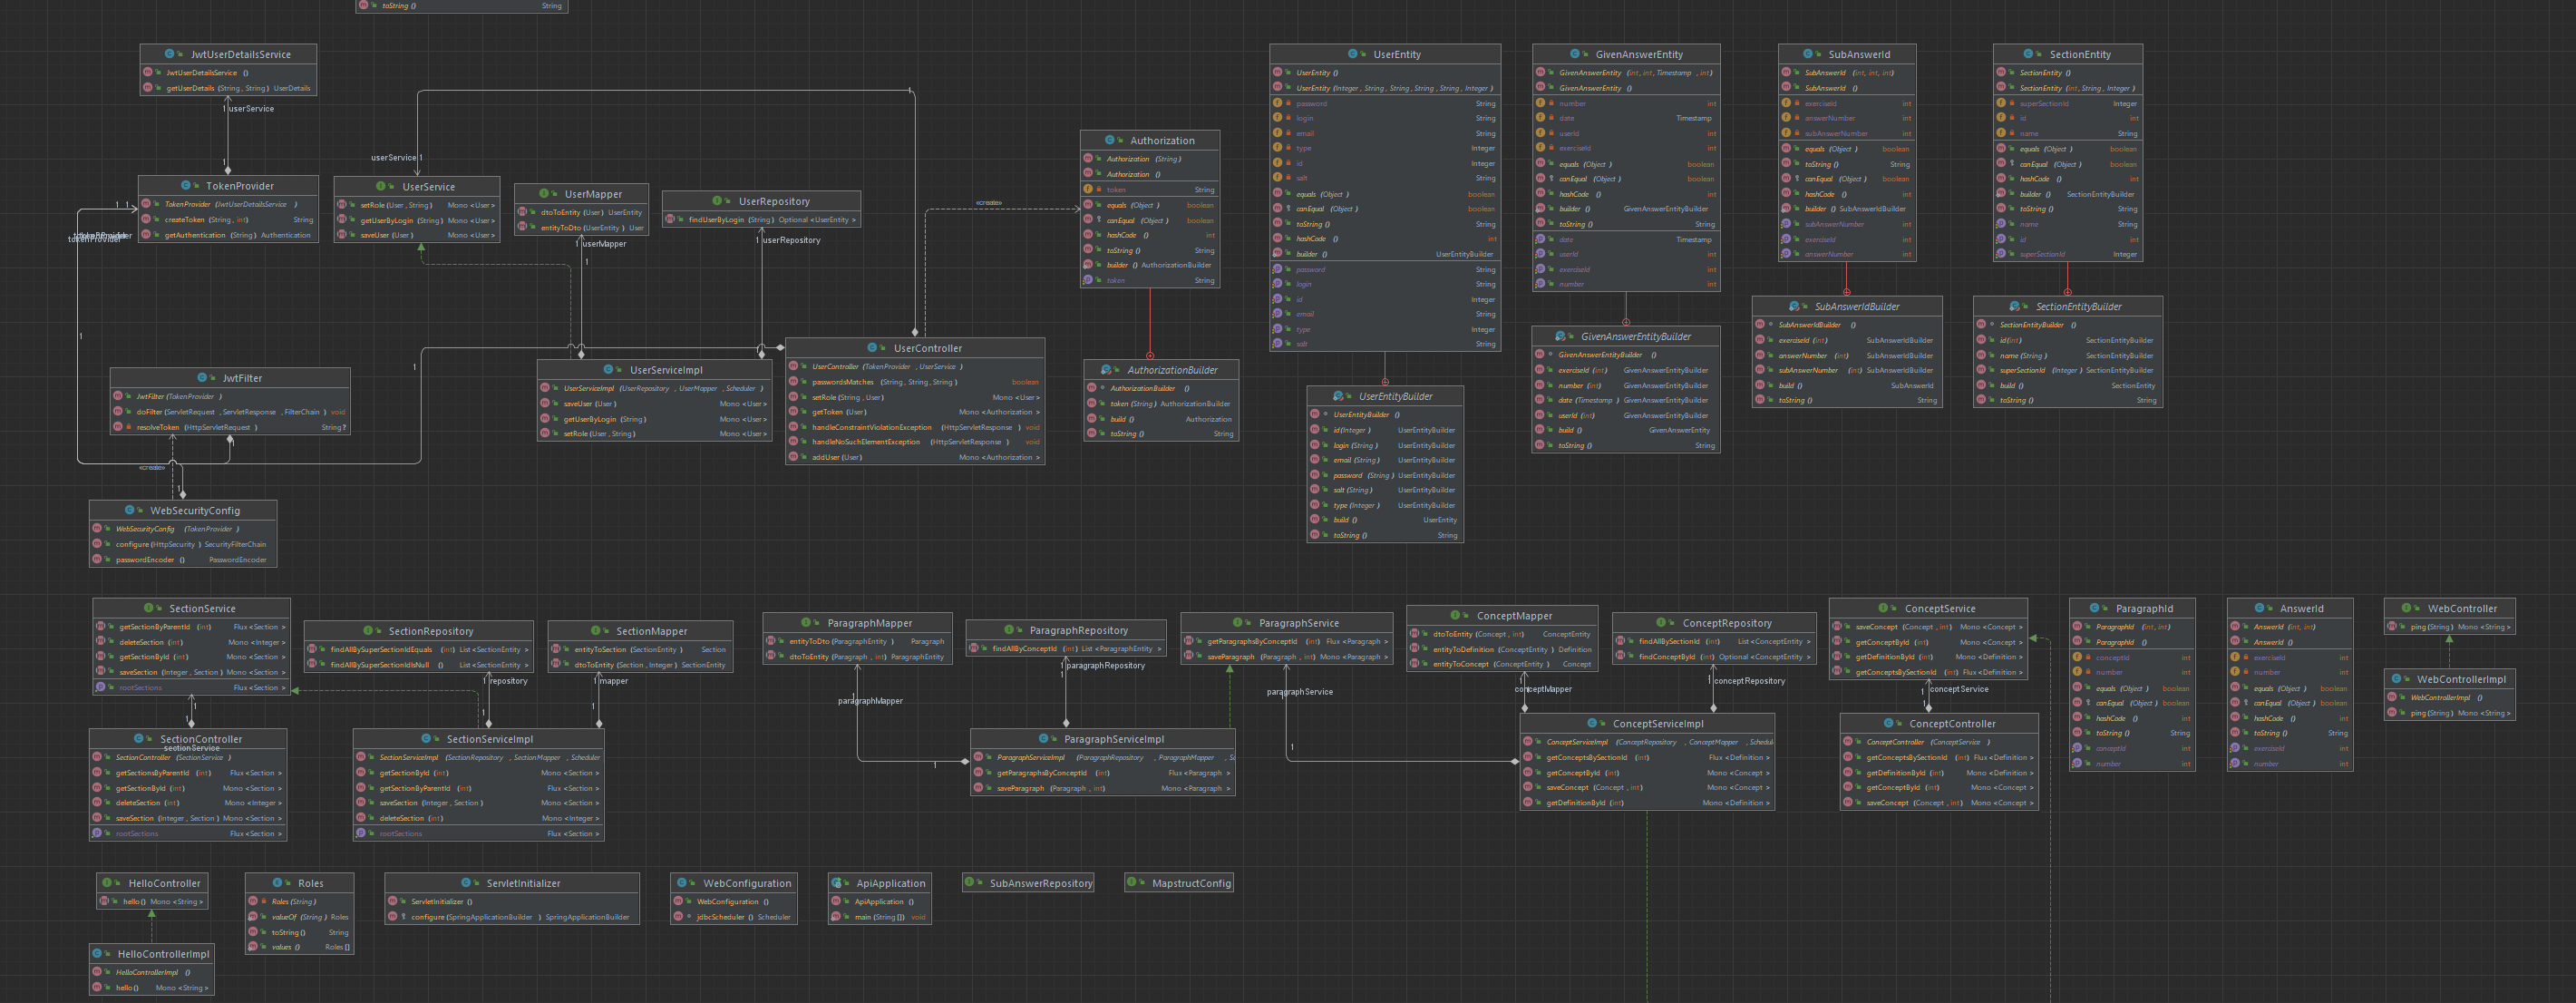 toString () String
JwtUserDetailsService
JwtUserDetailsService ()
getUserDetails (String, String) UserDetails
1 userService
1
TokenProvider
TokenProvider (JwtUserDetailsService )
createToken (String, int) String
getAuthentication (String) Authentication
1 1
tokenProvider
1
userService 1
UserService
setRole (User, String) Mono <User>
getUserByLogin (String) Mono <User>
saveUser (User) Mono <User>
UserMapper
dtoToEntity (User) UserEntity
entityToDto (UserEntity ) User
1 userMapper
1
UserRepository
findUserByLogin (String) Optional <UserEntity >
1 userRepository
1
1
«create»
Authorization
Authorization (String)
Authorization ()
token String
equals (Object ) boolean
canEqual (Object ) boolean
hashCode () int
toString () String
builder () AuthorizationBuilder
token String
AuthorizationBuilder
AuthorizationBuilder ()
token (String) AuthorizationBuilder
build () Authorization
toString () String
UserEntity
UserEntity ()
UserEntity (Integer, String, String, String, String, Integer )
password String
login String
email String
type Integer
id Integer
salt String
equals (Object ) boolean
canEqual (Object ) boolean
toString () String
hashCode () int
builder () UserEntityBuilder
password String
login String
id Integer
email String
type Integer
salt String
UserEntityBuilder
UserEntityBuilder ()
id (Integer ) UserEntityBuilder
login (String ) UserEntityBuilder
email (String ) UserEntityBuilder
password (String ) UserEntityBuilder
salt (String ) UserEntityBuilder
type (Integer ) UserEntityBuilder
build () UserEntity
toString () String
GivenAnswerEntity
GivenAnswerEntity (int, int, Timestamp , int)
GivenAnswerEntity ()
number int
date Timestamp
userId int
exerciseId int
equals (Object ) boolean
canEqual (Object ) boolean
hashCode () int
builder () GivenAnswerEntityBuilder
toString () String
date Timestamp
userId int
exerciseId int
number int
GivenAnswerEntityBuilder
GivenAnswerEntityBuilder ()
exerciseId (int) GivenAnswerEntityBuilder
number (int) GivenAnswerEntityBuilder
date (Timestamp ) GivenAnswerEntityBuilder
userId (int) GivenAnswerEntityBuilder
build () GivenAnswerEntity
toString () String
SubAnswerId
SubAnswerId (int, int, int)
SubAnswerId ()
exerciseId int
answerNumber int
subAnswerNumber int
equals (Object ) boolean
toString () String
canEqual (Object ) boolean
hashCode () int
builder () SubAnswerIdBuilder
subAnswerNumber int
exerciseId int
answerNumber int
SubAnswerIdBuilder
SubAnswerIdBuilder ()
exerciseId (int) SubAnswerIdBuilder
answerNumber (int) SubAnswerIdBuilder
subAnswerNumber (int) SubAnswerIdBuilder
build () SubAnswerId
toString () String
SectionEntity
SectionEntity ()
SectionEntity (int, String, Integer )
superSectionId Integer
id int
name String
equals (Object ) boolean
canEqual (Object ) boolean
hashCode () int
builder () SectionEntityBuilder
toString () String
name String
id int
superSectionId Integer
SectionEntityBuilder
SectionEntityBuilder ()
id (int) SectionEntityBuilder
name (String ) SectionEntityBuilder
superSectionId (Integer ) SectionEntityBuilder
build () SectionEntity
toString () String
JwtFilter
JwtFilter (TokenProvider )
doFilter (ServletRequest , ServletResponse , FilterChain ) void
resolveToken (HttpServletRequest ) String?
«create»
1
WebSecurityConfig
WebSecurityConfig (TokenProvider )
configure (HttpSecurity ) SecurityFilterChain
passwordEncoder () PasswordEncoder
UserServiceImpl
UserServiceImpl (UserRepository , UserMapper , Scheduler )
saveUser (User) Mono <User>
getUserByLogin (String) Mono <User>
setRole (User, String) Mono <User>
UserController
UserController (TokenProvider , UserService )
passwordsMatches (String, String, String) boolean
setRole (String, User) Mono <User>
getToken (User) Mono <Authorization >
handleConstraintViolationException (HttpServletResponse ) void
handleNoSuchElementException (HttpServletResponse ) void
addUser (User) Mono <Authorization >
SectionService
getSectionByParentId (int) Flux <Section >
deleteSection (int) Mono <Integer >
getSectionById (int) Mono <Section >
saveSection (Integer, Section ) Mono <Section >
rootSections Flux <Section >
1
1
SectionRepository
findAllBySuperSectionIdEquals (int) List <SectionEntity >
findAllBySuperSectionIdIsNull () List <SectionEntity >
1 repository
1
SectionMapper
entityToSection (SectionEntity ) Section
dtoToEntity (Section , Integer ) SectionEntity
1 mapper
1
SectionController
sectionService
SectionController (SectionService )
getSectionsByParentId (int) Flux <Section >
getSectionById (int) Mono <Section >
deleteSection (int) Mono <Integer >
saveSection (Integer , Section ) Mono <Section >
rootSections Flux <Section >
SectionServiceImpl
SectionServiceImpl (SectionRepository , SectionMapper , Scheduler
getSectionById (int) Mono <Section >
getSectionByParentId (int) Flux <Section >
saveSection (Integer , Section ) Mono <Section >
deleteSection (int) Mono <Integer >
rootSections Flux <Section >
ParagraphMapper
entityToDto (ParagraphEntity ) Paragraph
dtoToEntity (Paragraph , int) ParagraphEntity
1
paragraphMapper
1
ParagraphRepository
findAllByConceptId (int) List <ParagraphEntity >
1 paragraphRepository
1
ParagraphServiceImpl
ParagraphServiceImpl (ParagraphRepository , ParagraphMapper , Sc
getParagraphsByConceptId (int) Flux <Paragraph >
saveParagraph (Paragraph , int) Mono <Paragraph >
ParagraphService
getParagraphsByConceptId (int) Flux <Paragraph >
saveParagraph (Paragraph , int) Mono <Paragraph >
1
paragraphService
1
ConceptMapper
dtoToEntity (Concept , int) ConceptEntity
entityToDefinition (ConceptEntity ) Definition
entityToConcept (ConceptEntity ) Concept
1
conceptMapper
ConceptRepository
findAllBySectionId (int) List <ConceptEntity >
findConceptById (int) Optional <ConceptEntity >
1
conceptRepository
1
ConceptServiceImpl
ConceptServiceImpl (ConceptRepository , ConceptMapper , Schedul
getConceptsBySectionId (int) Flux <Definition >
getConceptById (int) Mono <Concept >
saveConcept (Concept , int) Mono <Concept >
getDefinitionById (int) Mono <Definition >
ConceptService
saveConcept (Concept , int) Mono <Concept >
getConceptById (int) Mono <Concept >
getDefinitionById (int) Mono <Definition >
getConceptsBySectionId (int) Flux <Definition >
1 conceptService
1
ConceptController
ConceptController (ConceptService )
getConceptsBySectionId (int) Flux <Definition >
getDefinitionById (int) Mono <Definition >
getConceptById (int) Mono <Concept >
saveConcept (Concept , int) Mono <Concept >
ParagraphId
ParagraphId (int, int)
ParagraphId ()
conceptId int
number int
equals (Object ) boolean
canEqual (Object ) boolean
hashCode () int
toString () String
conceptId int
number int
AnswerId
AnswerId (int, int)
AnswerId ()
exerciseId int
number int
equals (Object ) boolean
canEqual (Object ) boolean
hashCode () int
toString () String
exerciseId int
number int
WebController
ping (String ) Mono <String >
WebControllerImpl
WebControllerImpl ()
ping (String ) Mono <String >
HelloController
hello () Mono <String >
HelloControllerImpl
HelloControllerImpl ()
hello () Mono <String >
Roles
Roles (String )
valueOf (String ) Roles
toString () String
values () Roles []
ServletInitializer
ServletInitializer ()
configure (SpringApplicationBuilder ) SpringApplicationBuilder
WebConfiguration
WebConfiguration ()
jdbcScheduler () Scheduler
ApiApplication
ApiApplication ()
main (String []) void
SubAnswerRepository
MapstructConfig